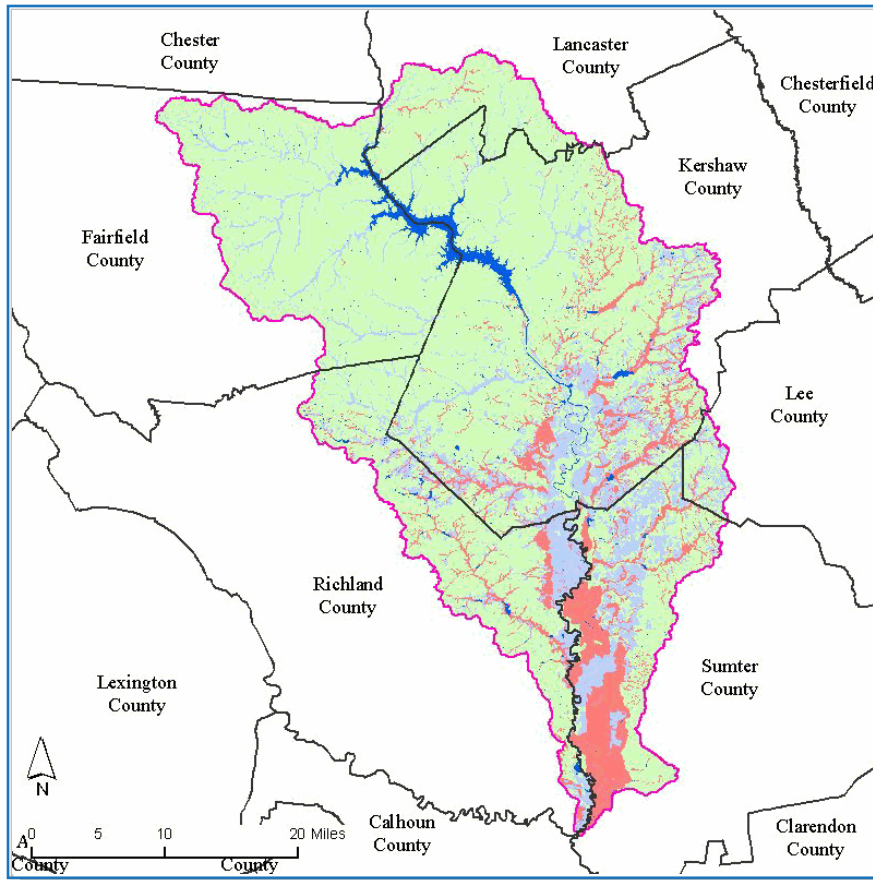 Chester
County
Lancaster
County
Chesterfield
County
Kershaw
County
Fairfield
County
Lee
County
Richland
County
Sumter
County
Lexington
County
N
0 5 10 20 Miles
Calhoun
County
Clarendon
County
A
County
County